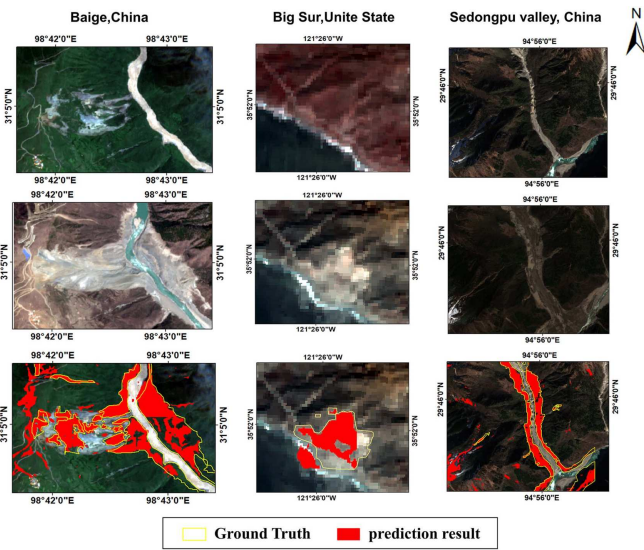 Baige,China
Big Sur,Unite State
Sedongpu valley, China
N
98°42'0"E 98°43'0"E
121°26'0"W
94°56'0"E
31°5'0"N
31°5'0"N
35°52'0"N
35°52'0"N
29°46'0"N
29°46'0"N
98°42'0"E 98°43'0"E
121°26'0"W
94°56'0"E
98°42'0"E 98°43'0"E
121°26'0"W
94°56'0"E
31°5'0"N
31°5'0"N
35°52'0"N
35°52'0"N
29°46'0"N
29°46'0"N
98°42'0"E 98°43'0"E
121°26'0"W
94°56'0"E
98°42'0"E 98°43'0"E
121°26'0"W
94°56'0"E
31°5'0"N
31°5'0"N
35°52'0"N
35°52'0"N
29°46'0"N
29°46'0"N
98°42'0"E 98°43'0"E
121°26'0"W
94°56'0"E
Ground Truth
prediction result